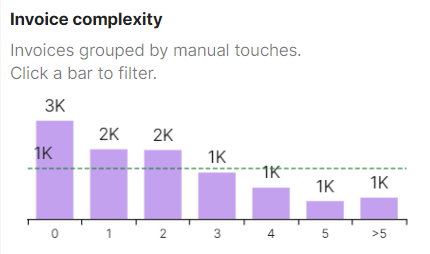 Invoice complexity
Invoices grouped by manual touches.
Click a bar to filter.
3K
2K
2K
1K
1K
1K
1K
1K
0
1
2
3
4
5
>5